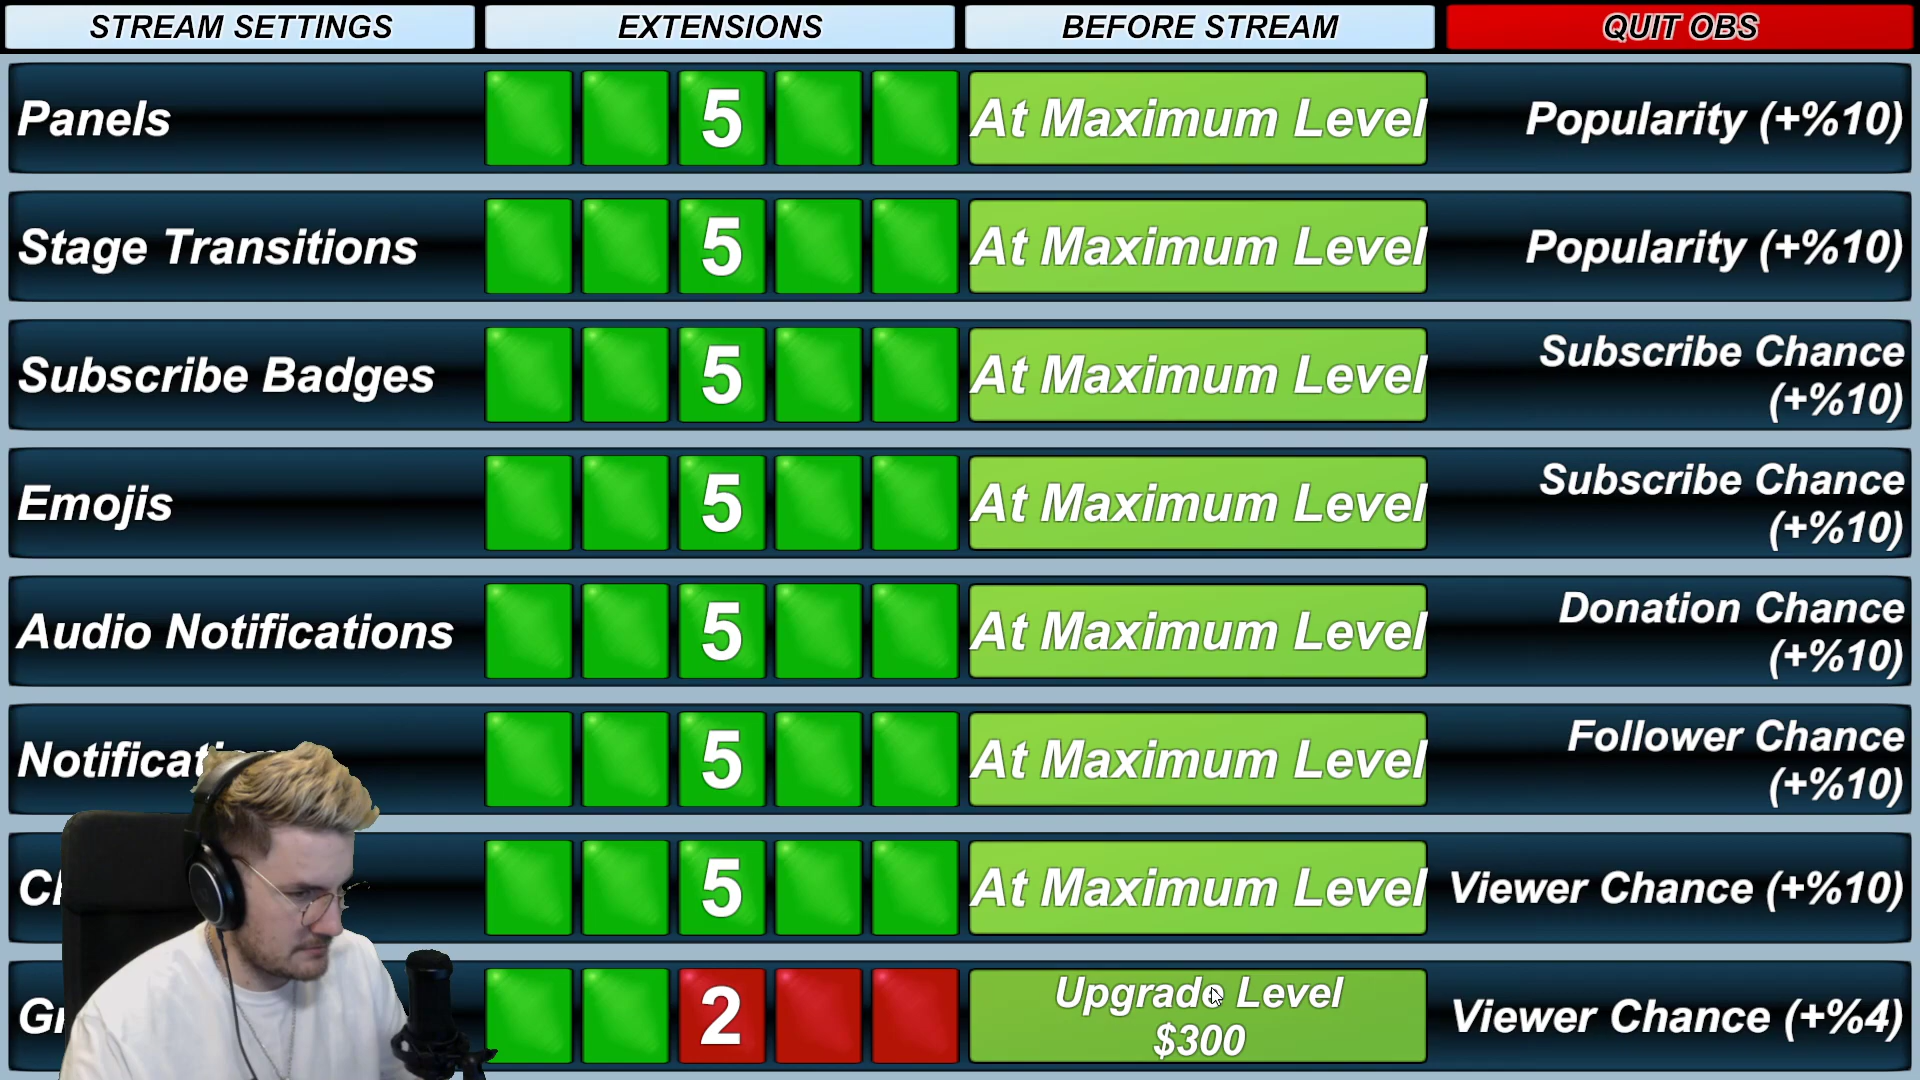 STREAM SETTINGS EXTENSIONS BEFORE STREAM QUIT OBS
Panels 5 At Maximum Level Popularity (+%10)
Stage Transitions 5 At Maximum Level Popularity (+%10)
Subscribe Badges 5 At Maximum Level Subscribe Chance
(+%10)
Emojis 5 At Maximum Level Subscribe Chance
(+%10)
Audio Notifications 5 At Maximum Level Donation Chance
(+%10)
5 At Maximum Level Follower Chance
(+%10)
5 At Maximum Level Viewer Chance (+%10)
2 Upgrade Level
$300
Viewer Chance (+%4)